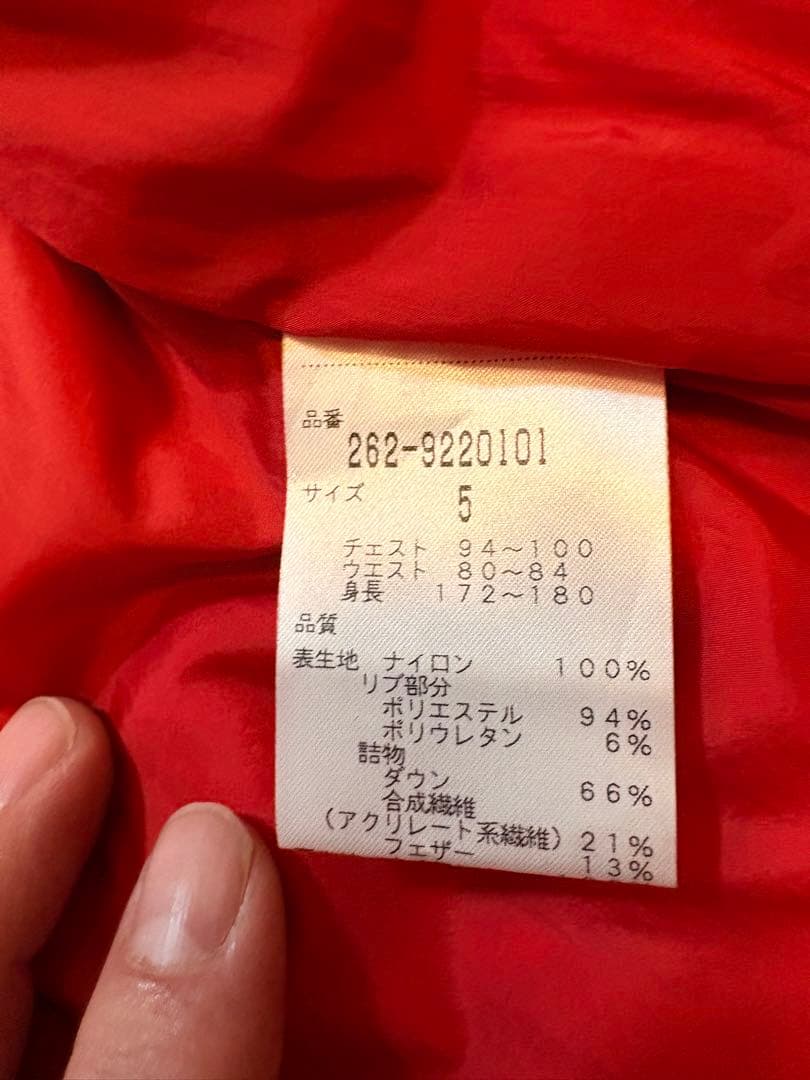 品番
262-9220101
サイズ 5
チェスト 94～100
ウエスト 80～84
身長 172～180
品質
表生地 ナイロン 100%
リブ部分
ポリエステル 94%
ポリウレタン 6%
詰物
ダウン 66%
合成繊維
(アクリレート系繊維) 21%
フェザー 13%